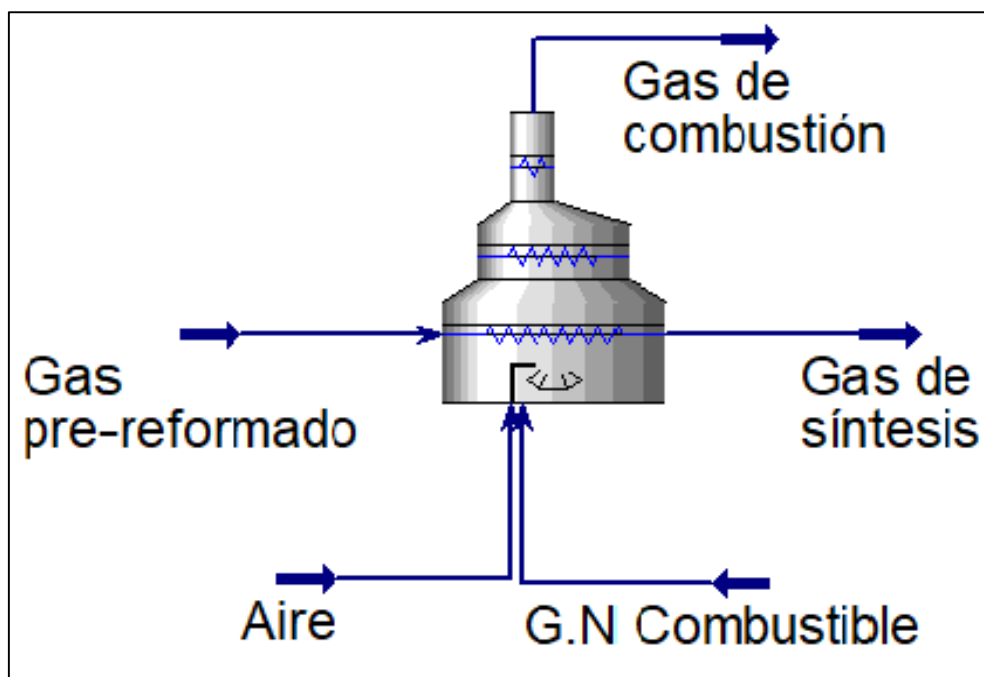 Gas de
combustión
Gas
pre-reformado
Gas de
síntesis
Aire
G.N Combustible